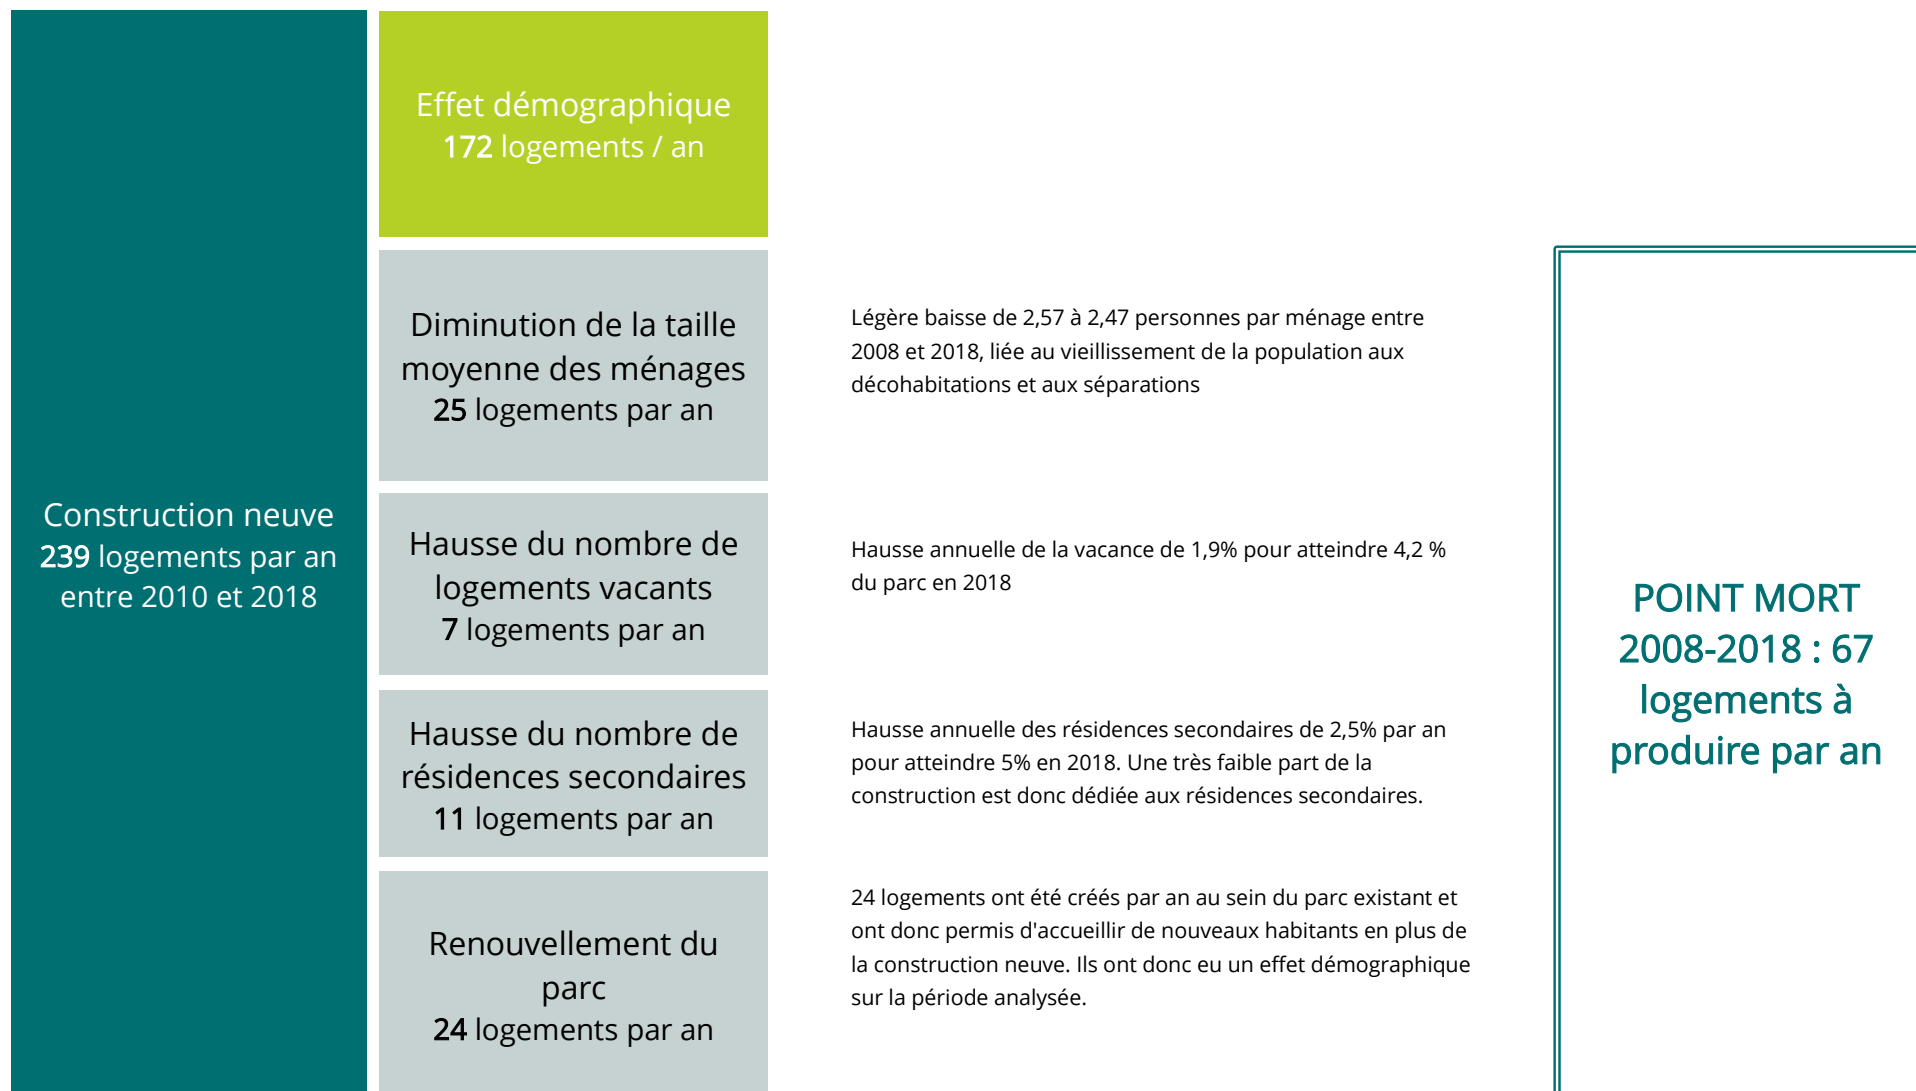 Effet démographique
172 logements / an
Diminution de la taille
moyenne des ménages
25 logements par an
Légère baisse de 2,57 à 2,47 personnes par ménage entre
2008 et 2018, liée au vieillissement de la population aux
décohabitations et aux séparations
Construction neuve
239 logements par an
entre 2010 et 2018
Hausse du nombre de
logements vacants
7 logements par an
Hausse annuelle de la vacance de 1,9% pour atteindre 4,2 %
du parc en 2018
POINT MORT
2008-2018 : 67
logements à
produire par an
Hausse du nombre de
résidences secondaires
11 logements par an
Hausse annuelle des résidences secondaires de 2,5% par an
pour atteindre 5% en 2018. Une très faible part de la
construction est donc dédiée aux résidences secondaires.
Renouvellement du
parc
24 logements par an
24 logements ont été créés par an au sein du parc existant et
ont donc permis d'accueillir de nouveaux habitants en plus de
la construction neuve. Ils ont donc eu un effet démographique
sur la période analysée.